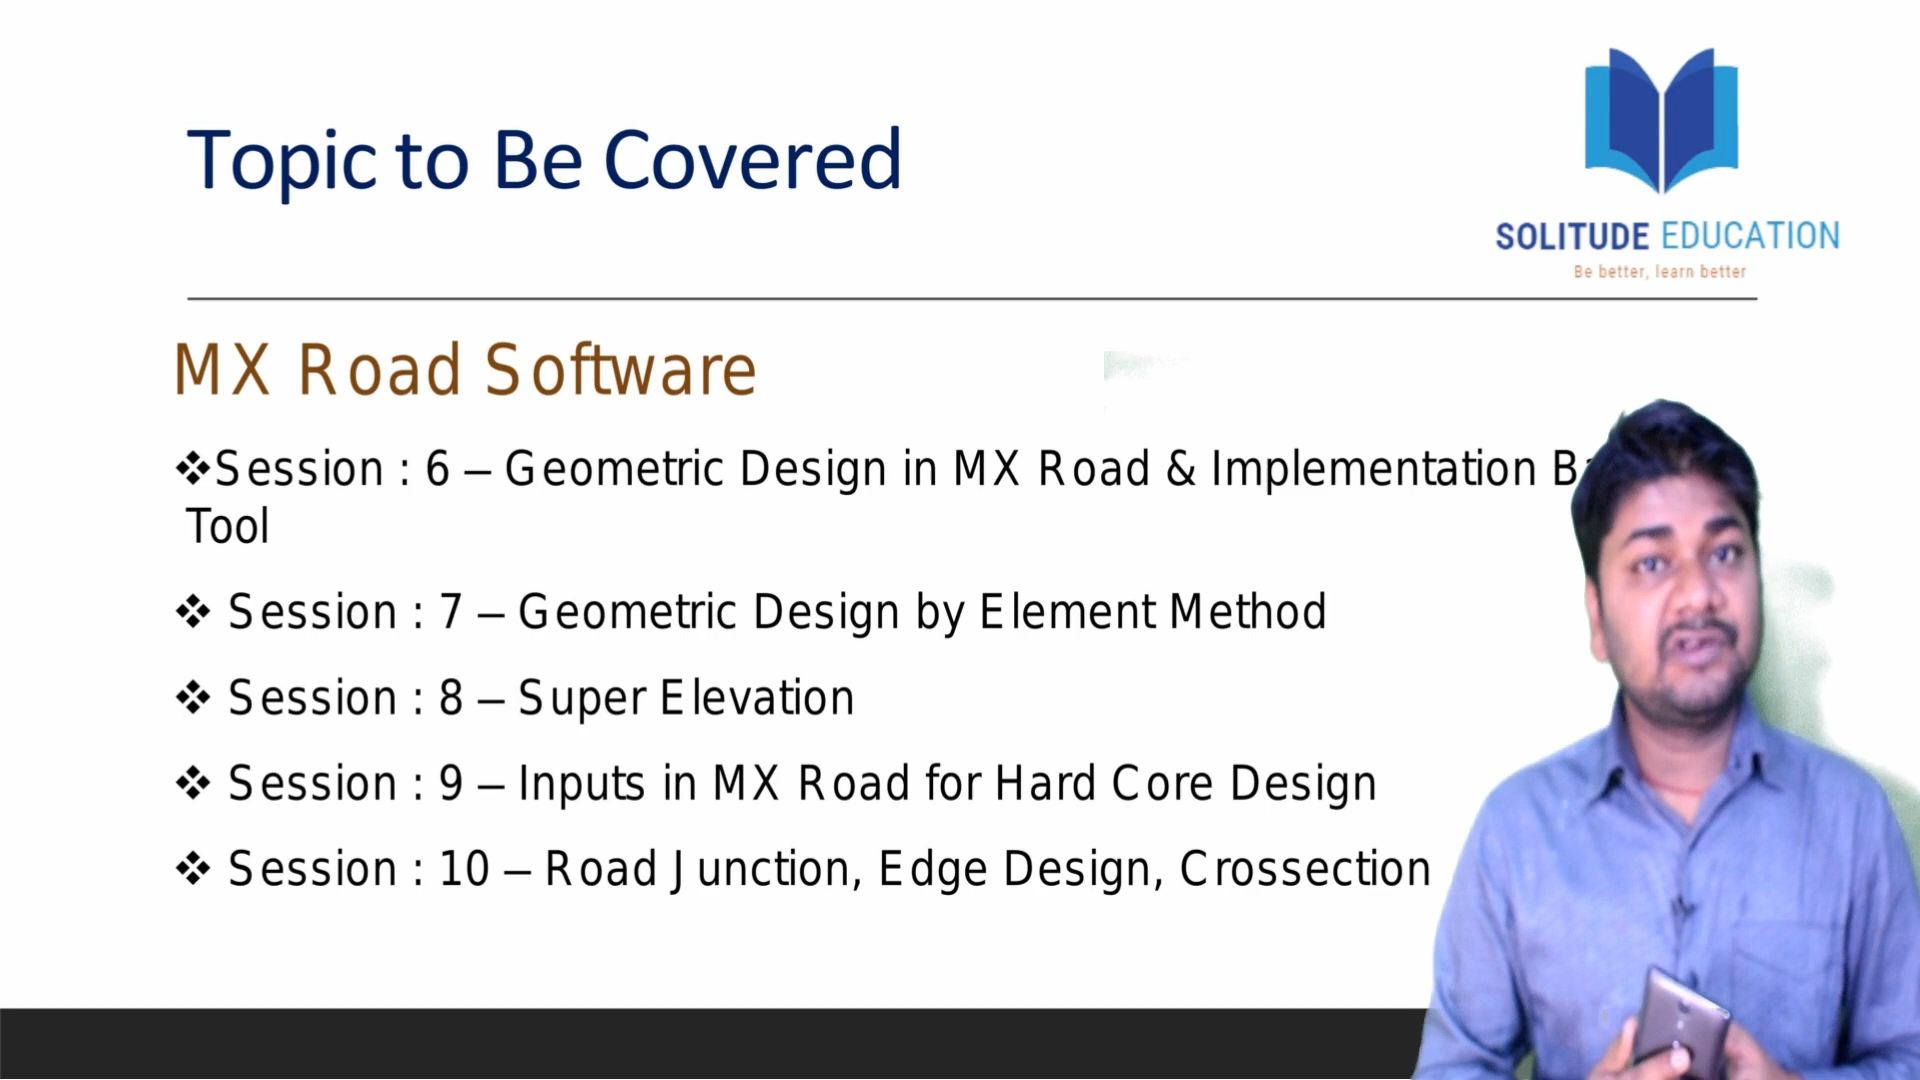 Topic to Be Covered
SOLITUDE EDUCATION
Be better, learn better
MX Road Software
❖Session : 6 – Geometric Design in MX Road & Implementation
Tool
❖ Session : 7 – Geometric Design by Element Method
❖ Session : 8 – Super Elevation
❖ Session : 9 – Inputs in MX Road for Hard Core Design
❖ Session : 10 – Road Junction, Edge Design, Crossection